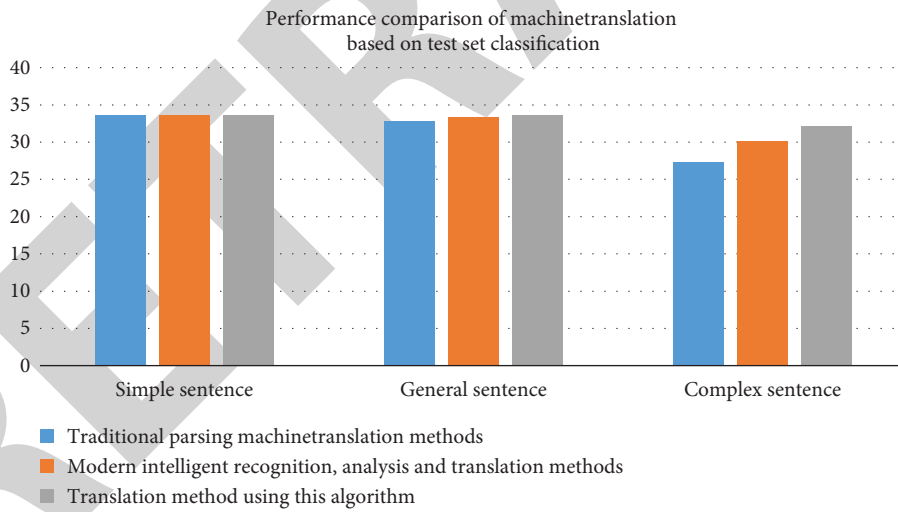 Performance comparison of machinetranslation
based on test set classification
40
35
30
25
20
15
10
5
0
Simple sentence General sentence Complex sentence
Traditional parsing machinetranslation methods
Modern intelligent recognition, analysis and translation methods
Translation method using this algorithm